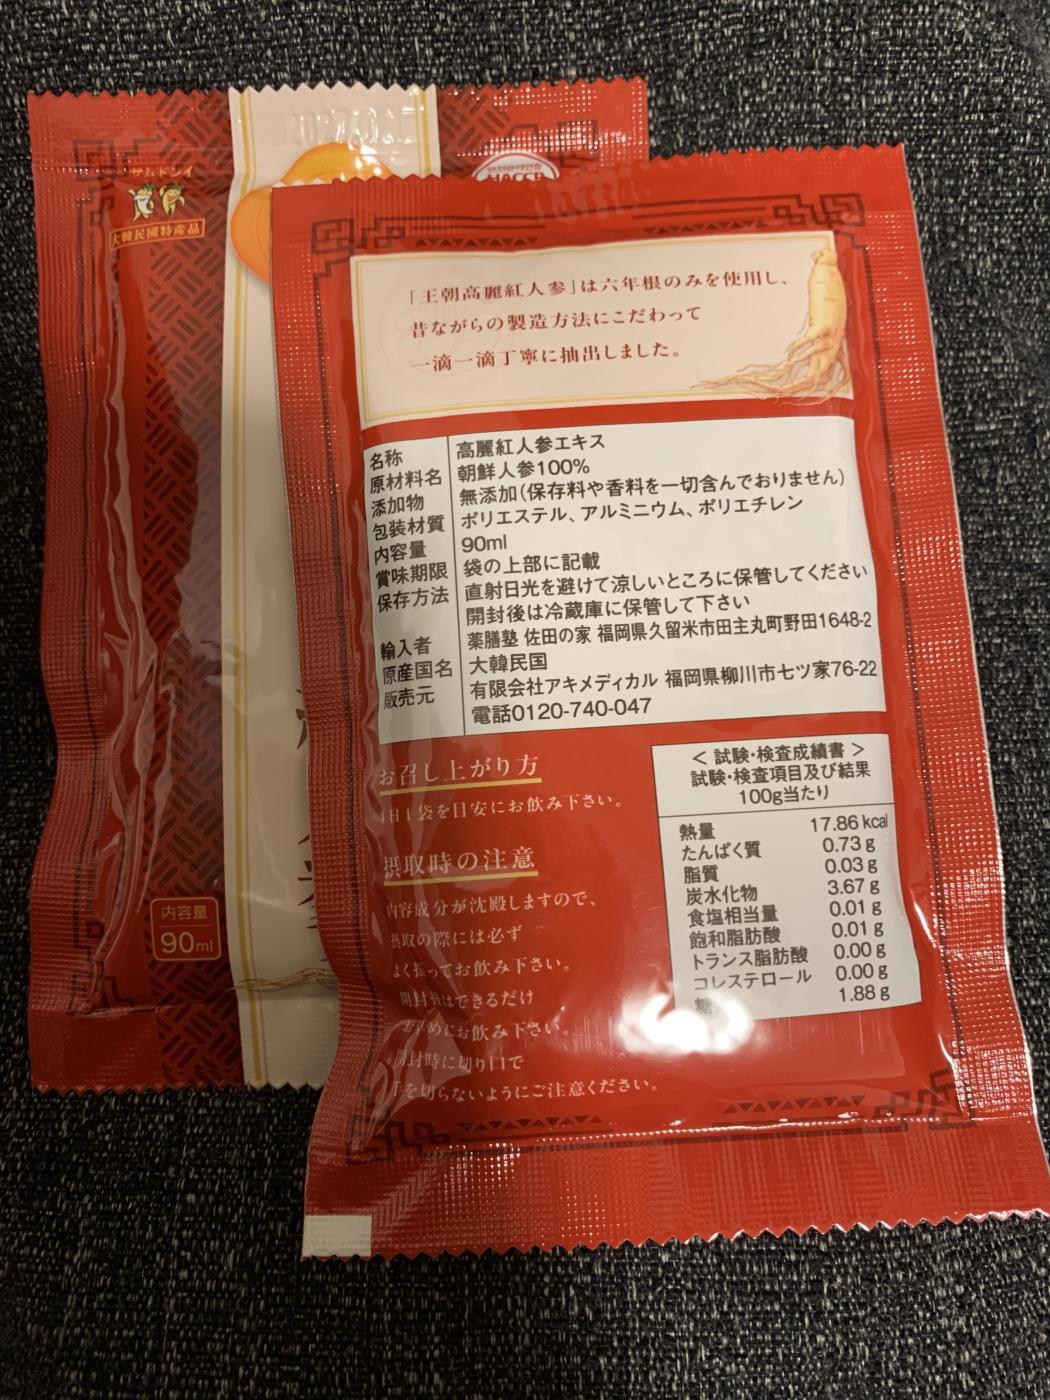 サムトンイ
大韓民國特産品
HACCP
内容量
90ml
「王朝高麗紅人参」は六年根のみを使用し、
昔ながらの製造方法にこだわって
一滴一滴丁寧に抽出しました。
名称 高麗紅人参エキス
原材料名 朝鮮人参100%
添加物 無添加(保存料や香料を一切含んでおりません)
包装材質 ポリエステル、アルミニウム、ポリエチレン
内容量 90ml
賞味期限 袋の上部に記載
保存方法 直射日光を避けて涼しいところに保管してください
開封後は冷蔵庫に保管して下さい
輸入者 薬膳塾 佐田の家 福岡県久留米市田主丸町野田1648-2
原産国名 大韓民国
販売元 有限会社アキメディカル 福岡県柳川市七ツ家76-22
電話0120-740-047
お召し上がり方
1日1袋を目安にお飲み下さい。
摂取時の注意
内容成分が沈殿しますので、
摂取の際には必ず
よく振ってお飲み下さい。
開封後はできるだけ
お早めにお飲み下さい。
開封時に切り口で
手を切らないようにご注意ください。
＜試験・検査成績書＞
試験・検査項目及び結果
100g当たり
熱量 17.86 kcal
たんぱく質 0.73 g
脂質 0.03 g
炭水化物 3.67 g
食塩相当量 0.01 g
飽和脂肪酸 0.01 g
トランス脂肪酸 0.00 g
コレステロール 0.00 g
糖 1.88 g